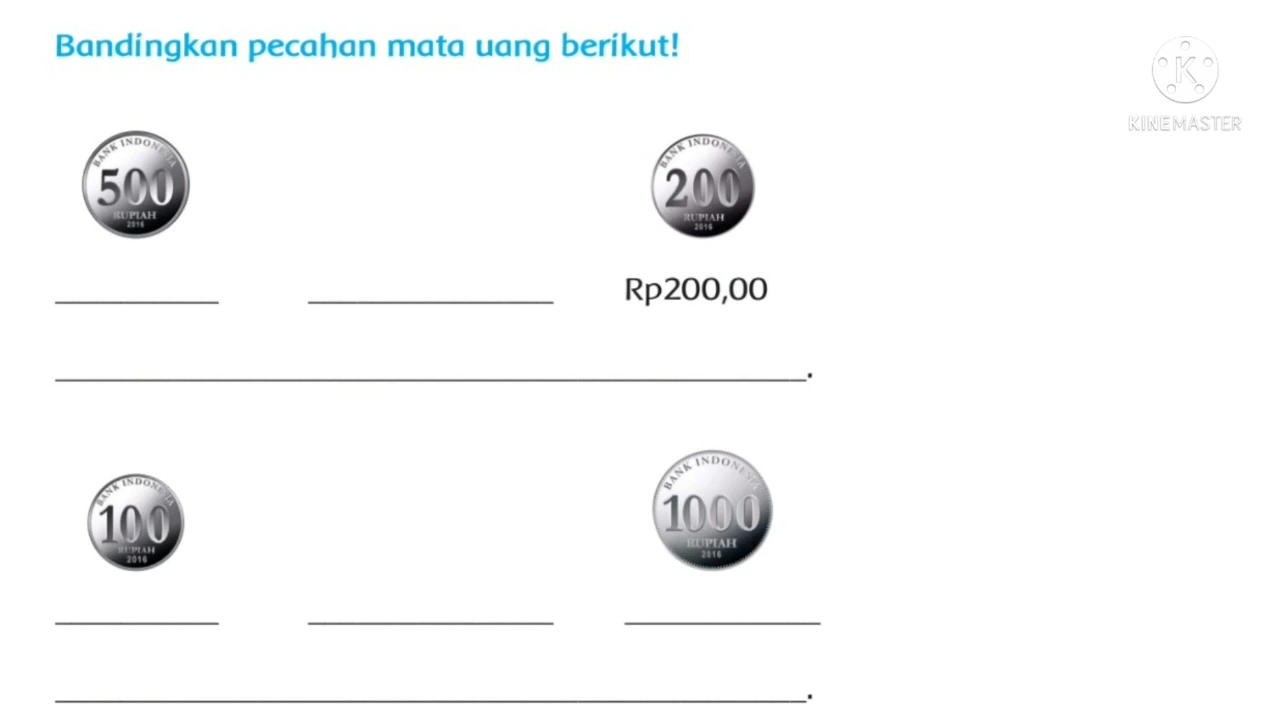 Bandingkan pecahan mata uang berikut!
KINEMASTER
BANK INDONESIA
500
RUPIAH
2016
BANK INDONESIA
200
RUPIAH
2016
Rp200,00
BANK INDONESIA
100
RUPIAH
2016
BANK INDONESIA
1000
RUPIAH
2016